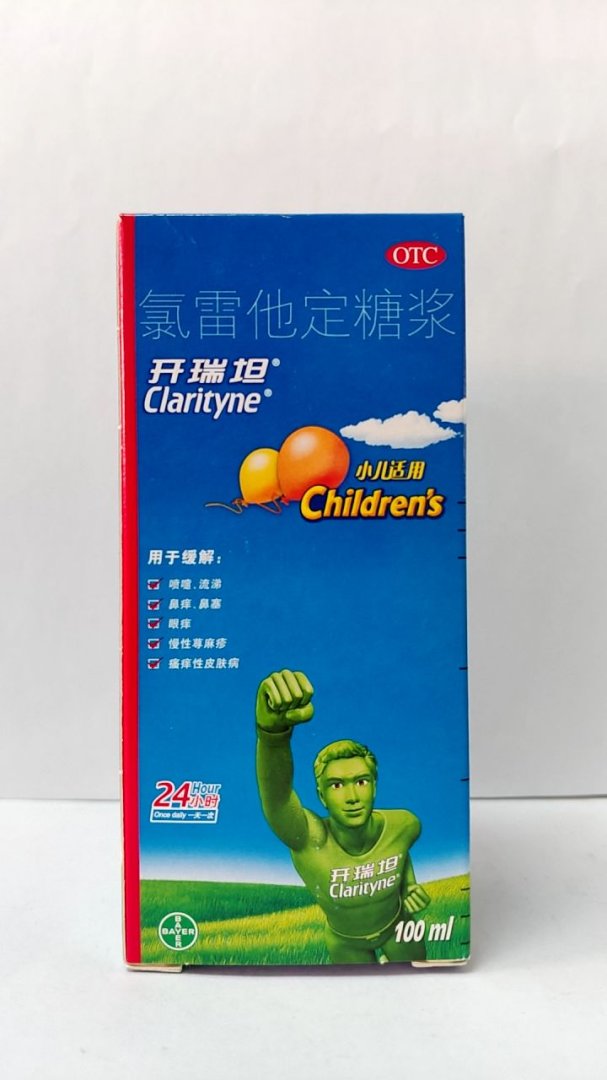 OTC
氯雷他定糖浆
开瑞坦®
Clarityne®
小儿适用
Children's
用于缓解：
喷嚏、流涕
鼻痒、鼻塞
眼痒
慢性荨麻疹
瘙痒性皮肤病
24 Hour
小时
Once daily 一天一次
开瑞坦®
Clarityne®
BAYER
BAYER
100 ml